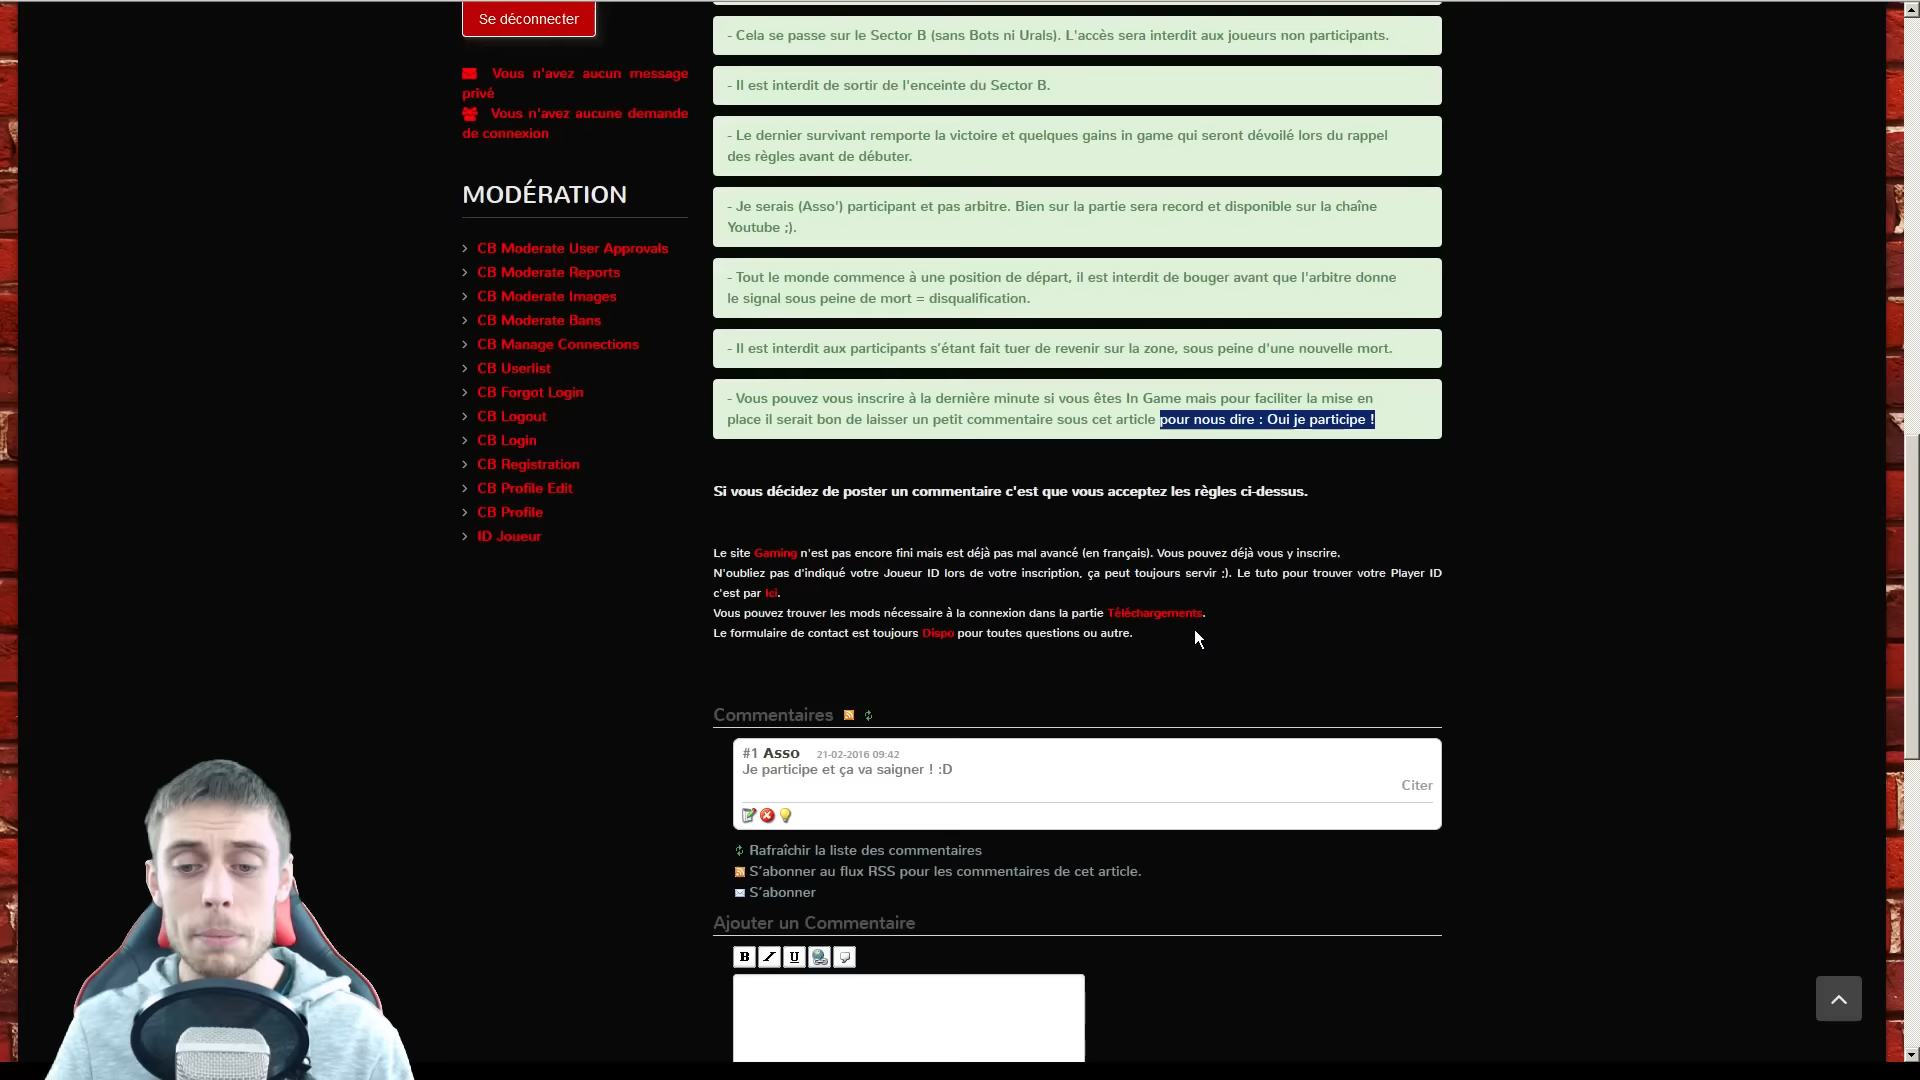 Se déconnecter
Vous n'avez aucun message
privé
Vous n'avez aucune demande
de connexion
MODÉRATION
CB Moderate User Approvals
CB Moderate Reports
CB Moderate Images
CB Moderate Bans
CB Manage Connections
CB Userlist
CB Forgot Login
CB Logout
CB Login
CB Registration
CB Profile Edit
CB Profile
ID Joueur
- Cela se passe sur le Sector B (sans Bots ni Urals). L'accès sera interdit aux joueurs non participants.
- Il est interdit de sortir de l'enceinte du Sector B.
- Le dernier survivant remporte la victoire et quelques gains in game qui seront dévoilé lors du rappel
des règles avant de débuter.
- Je serais (Asso') participant et pas arbitre. Bien sur la partie sera record et disponible sur la chaîne
Youtube ;).
- Tout le monde commence à une position de départ, il est interdit de bouger avant que l'arbitre donne
le signal sous peine de mort = disqualification.
- Il est interdit aux participants s'étant fait tuer de revenir sur la zone, sous peine d'une nouvelle mort.
- Vous pouvez vous inscrire à la dernière minute si vous êtes In Game mais pour faciliter la mise en
place il serait bon de laisser un petit commentaire sous cet article pour nous dire : Oui je participe !
Si vous décidez de poster un commentaire c'est que vous acceptez les règles ci-dessus.
Le site Gaming n'est pas encore fini mais est déjà pas mal avancé (en français). Vous pouvez déjà vous y inscrire.
N'oubliez pas d'indiqué votre Joueur ID lors de votre inscription, ça peut toujours servir ;). Le tuto pour trouver votre Player ID
c'est par Ici.
Vous pouvez trouver les mods nécessaire à la connexion dans la partie Téléchargements.
Le formulaire de contact est toujours Dispo pour toutes questions ou autre.
Commentaires
#1 Asso 21-02-2016 09:42
Je participe et ça va saigner ! :D
Citer
Rafraîchir la liste des commentaires
S'abonner au flux RSS pour les commentaires de cet article.
S'abonner
Ajouter un Commentaire
B I U